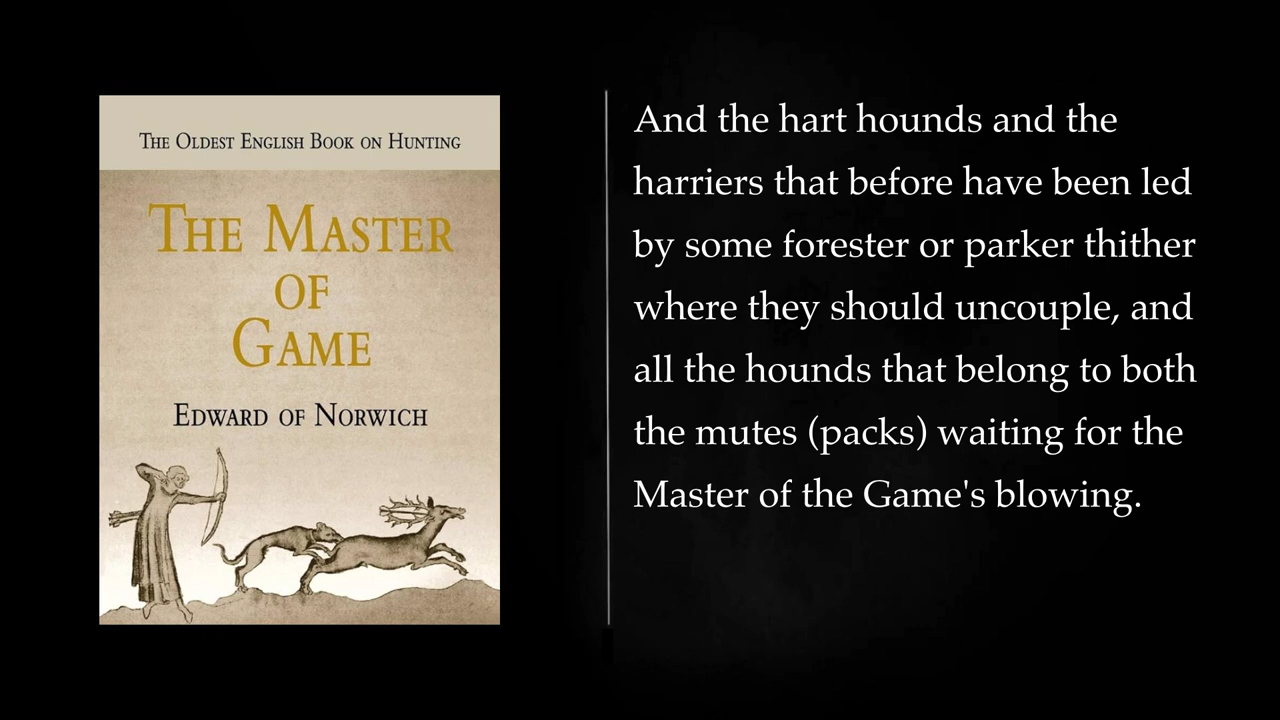 The Oldest English Book on Hunting
The Master
of
Game
Edward of Norwich
And the hart hounds and the
harriers that before have been led
by some forester or parker thither
where they should uncouple, and
all the hounds that belong to both
the mutes (packs) waiting for the
Master of the Game's blowing.